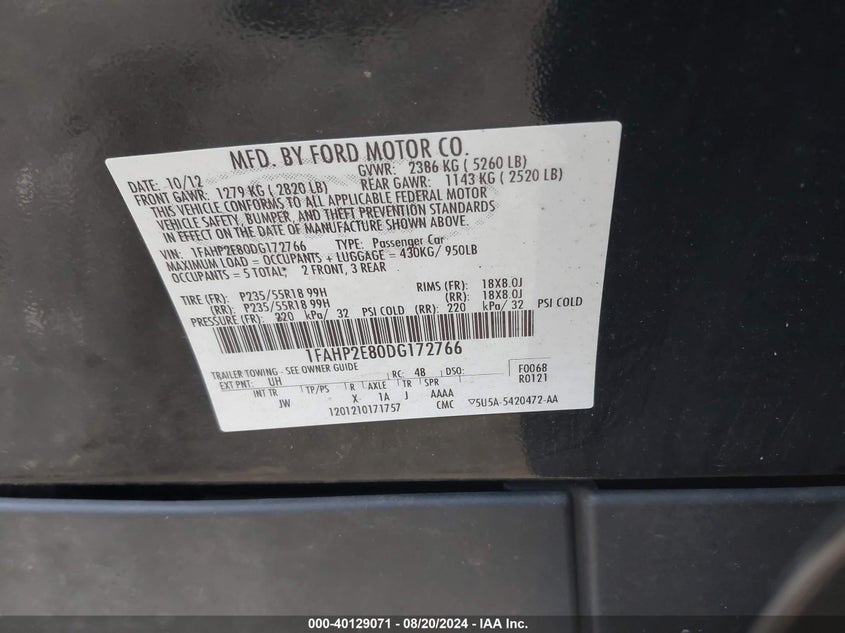 MFD. BY FORD MOTOR CO.
DATE: 10/12 GVWR: 2386 KG ( 5260 LB)
FRONT GAWR: 1279 KG ( 2820 LB) REAR GAWR: 1143 KG ( 2520 LB)
THIS VEHICLE CONFORMS TO ALL APPLICABLE FEDERAL MOTOR
VEHICLE SAFETY, BUMPER, AND THEFT PREVENTION STANDARDS
IN EFFECT ON THE DATE OF MANUFACTURE SHOWN ABOVE.
VIN: 1FAHP2E80DG172766 TYPE: Passenger Car
MAXIMUM LOAD = OCCUPANTS + LUGGAGE = 430KG/ 950LB
OCCUPANTS = 5 TOTAL* 2 FRONT, 3 REAR
TIRE (FR): P235/55R18 99H RIMS (FR): 18X8.0J
(RR): P235/55R18 99H (RR): 18X8.0J
PRESSURE (FR): 220 kPa/ 32 PSI COLD (RR): 220 kPa/ 32 PSI COLD
1FAHP2E80DG172766
TRAILER TOWING - SEE OWNER GUIDE
EXT PNT: UH RC: 48 DSO: F0068
R0121
INT TR TP/PS R AXLE TR SPR
JW X 1A J AAAA
1201210171757 CMC ▽5U5A-5420472-AA
000-40129071 - 08/20/2024 - IAA Inc.